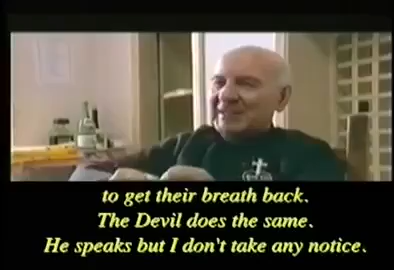 to get their breath back.
The Devil does the same.
He speaks but I don't take any notice.